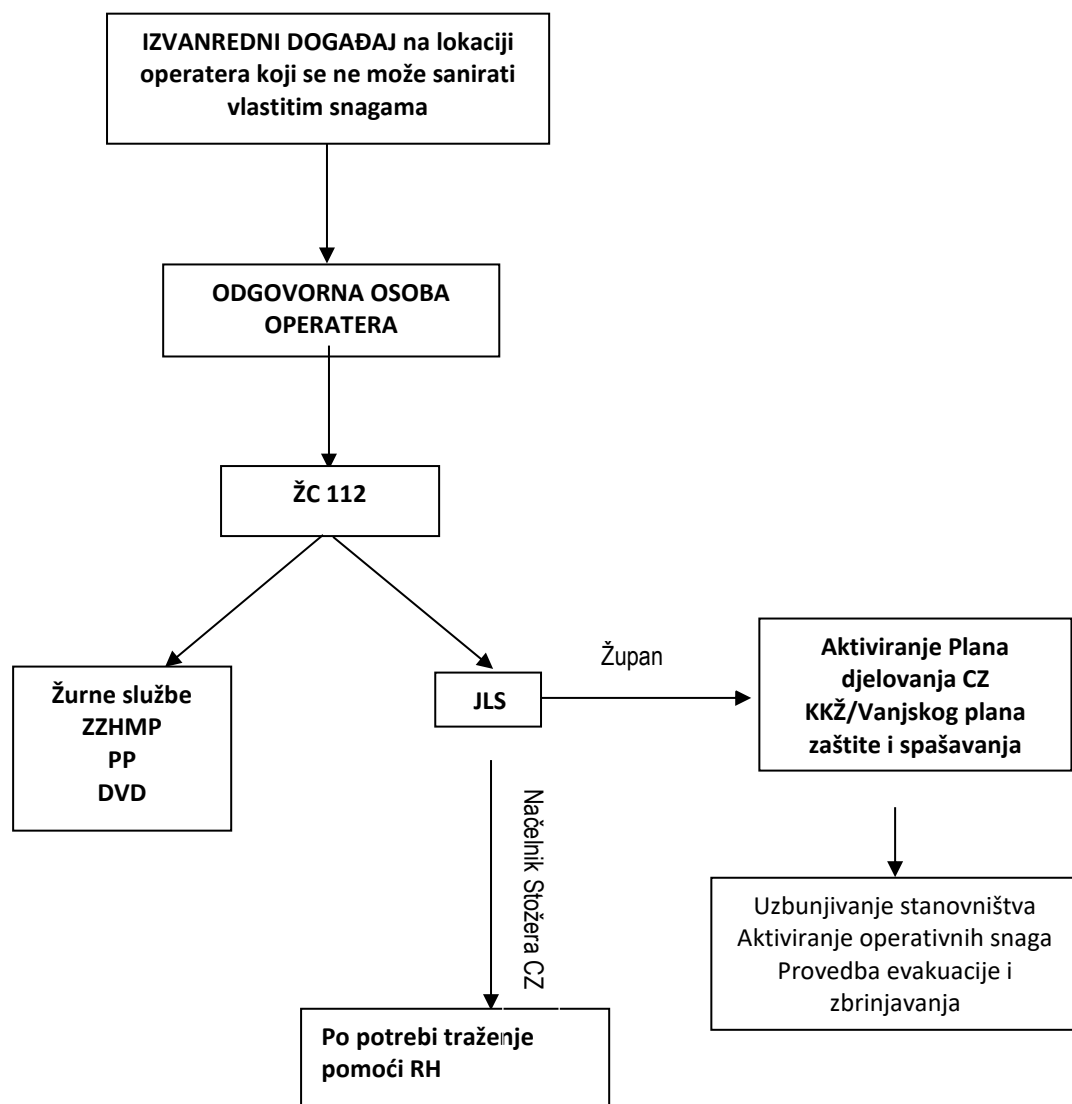 IZVANREDNI DOGAĐAJ na lokaciji
operatera koji se ne može sanirati
vlastitim snagama
ODGOVORNA OSOBA
OPERATERA
ŽC 112
Žurne službe
ZZHMP
PP
DVD
JLS
Župan
Aktiviranje Plana
djelovanja CZ
KKŽ/Vanjskog plana
zaštite i spašavanja
Načelnik Stožera CZ
Uzbunjivanje stanovništva
Aktiviranje operativnih snaga
Provedba evakuacije i
zbrinjavanja
Po potrebi traženje
pomoći RH